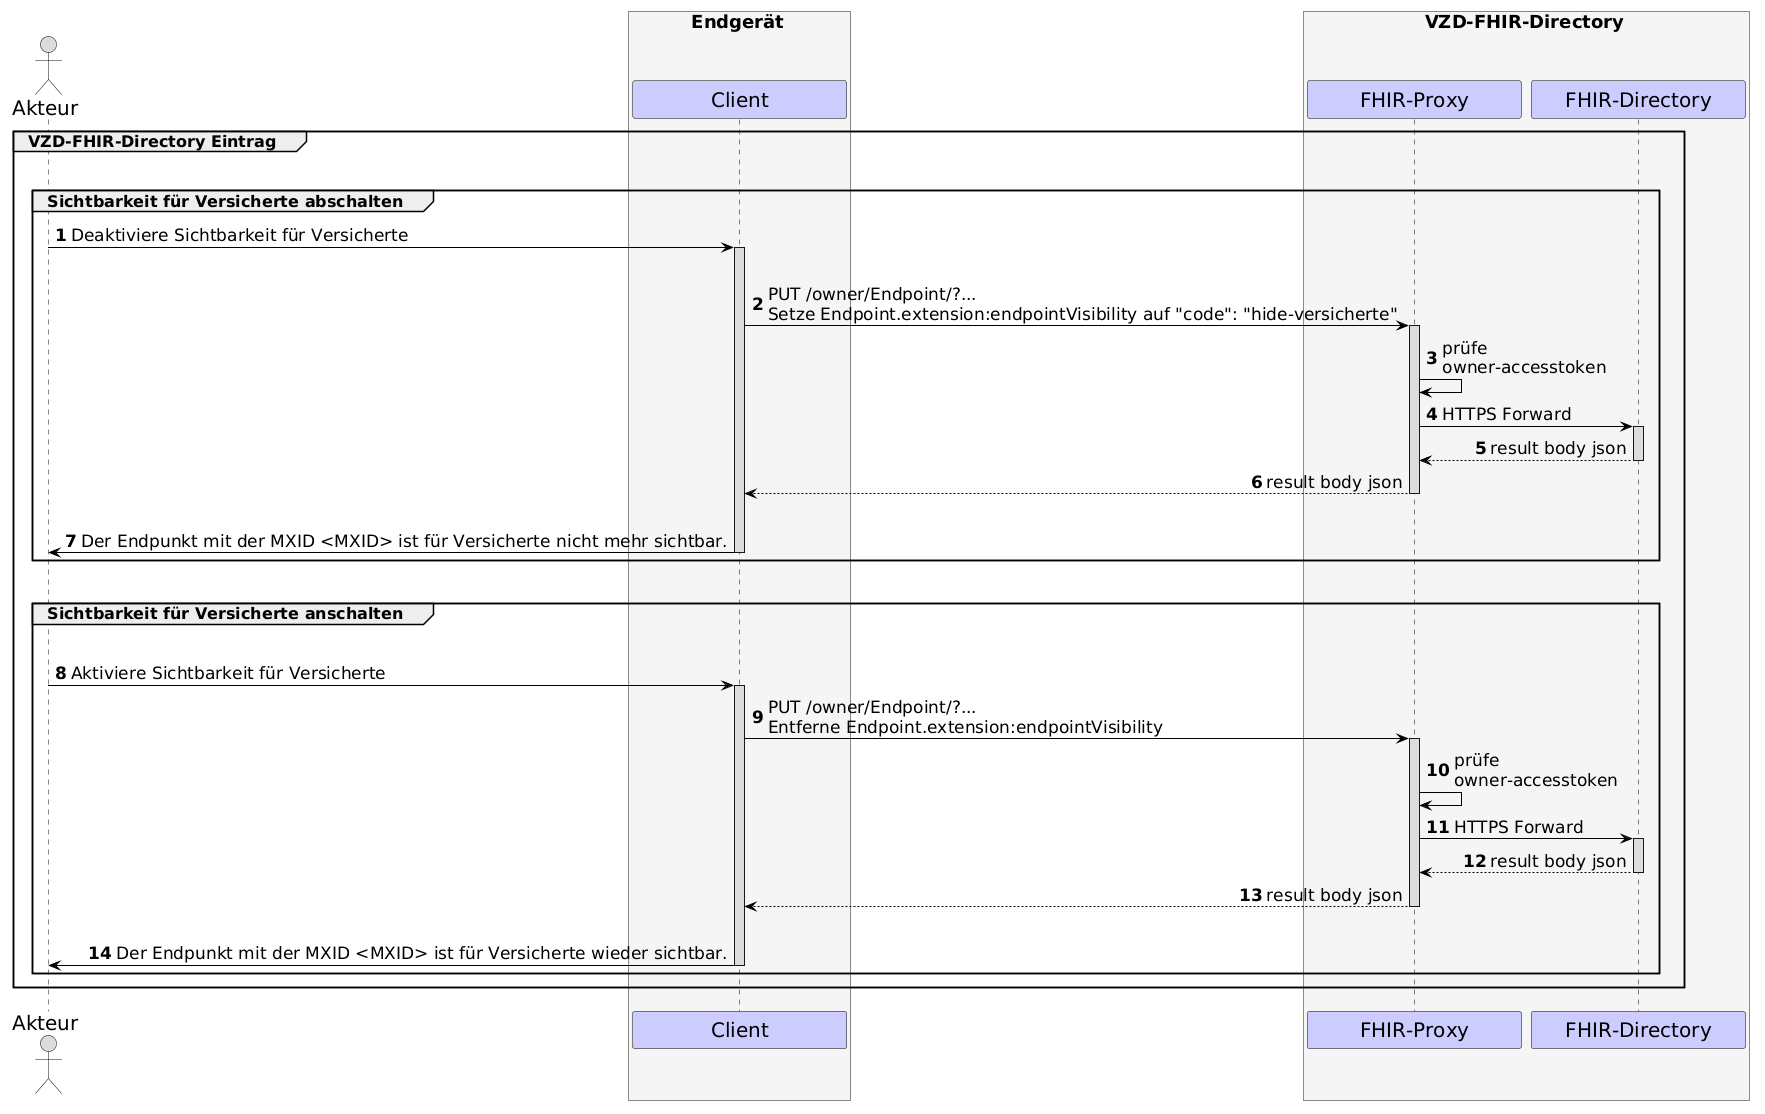 Endgerät
VZD-FHIR-Directory
Akteur
Client
FHIR-Proxy
FHIR-Directory
VZD-FHIR-Directory Eintrag
Sichtbarkeit für Versicherte abschalten
1 Deaktiviere Sichtbarkeit für Versicherte
2 PUT /owner/Endpoint/?...
Setze Endpoint.extension:endpointVisibility auf "code": "hide-versicherte"
3 prüfe
owner-accesstoken
4 HTTPS Forward
5 result body json
6 result body json
7 Der Endpunkt mit der MXID <MXID> ist für Versicherte nicht mehr sichtbar.
Sichtbarkeit für Versicherte anschalten
8 Aktiviere Sichtbarkeit für Versicherte
9 PUT /owner/Endpoint/?...
Entferne Endpoint.extension:endpointVisibility
10 prüfe
owner-accesstoken
11 HTTPS Forward
12 result body json
13 result body json
14 Der Endpunkt mit der MXID <MXID> ist für Versicherte wieder sichtbar.
Akteur
Client
FHIR-Proxy
FHIR-Directory